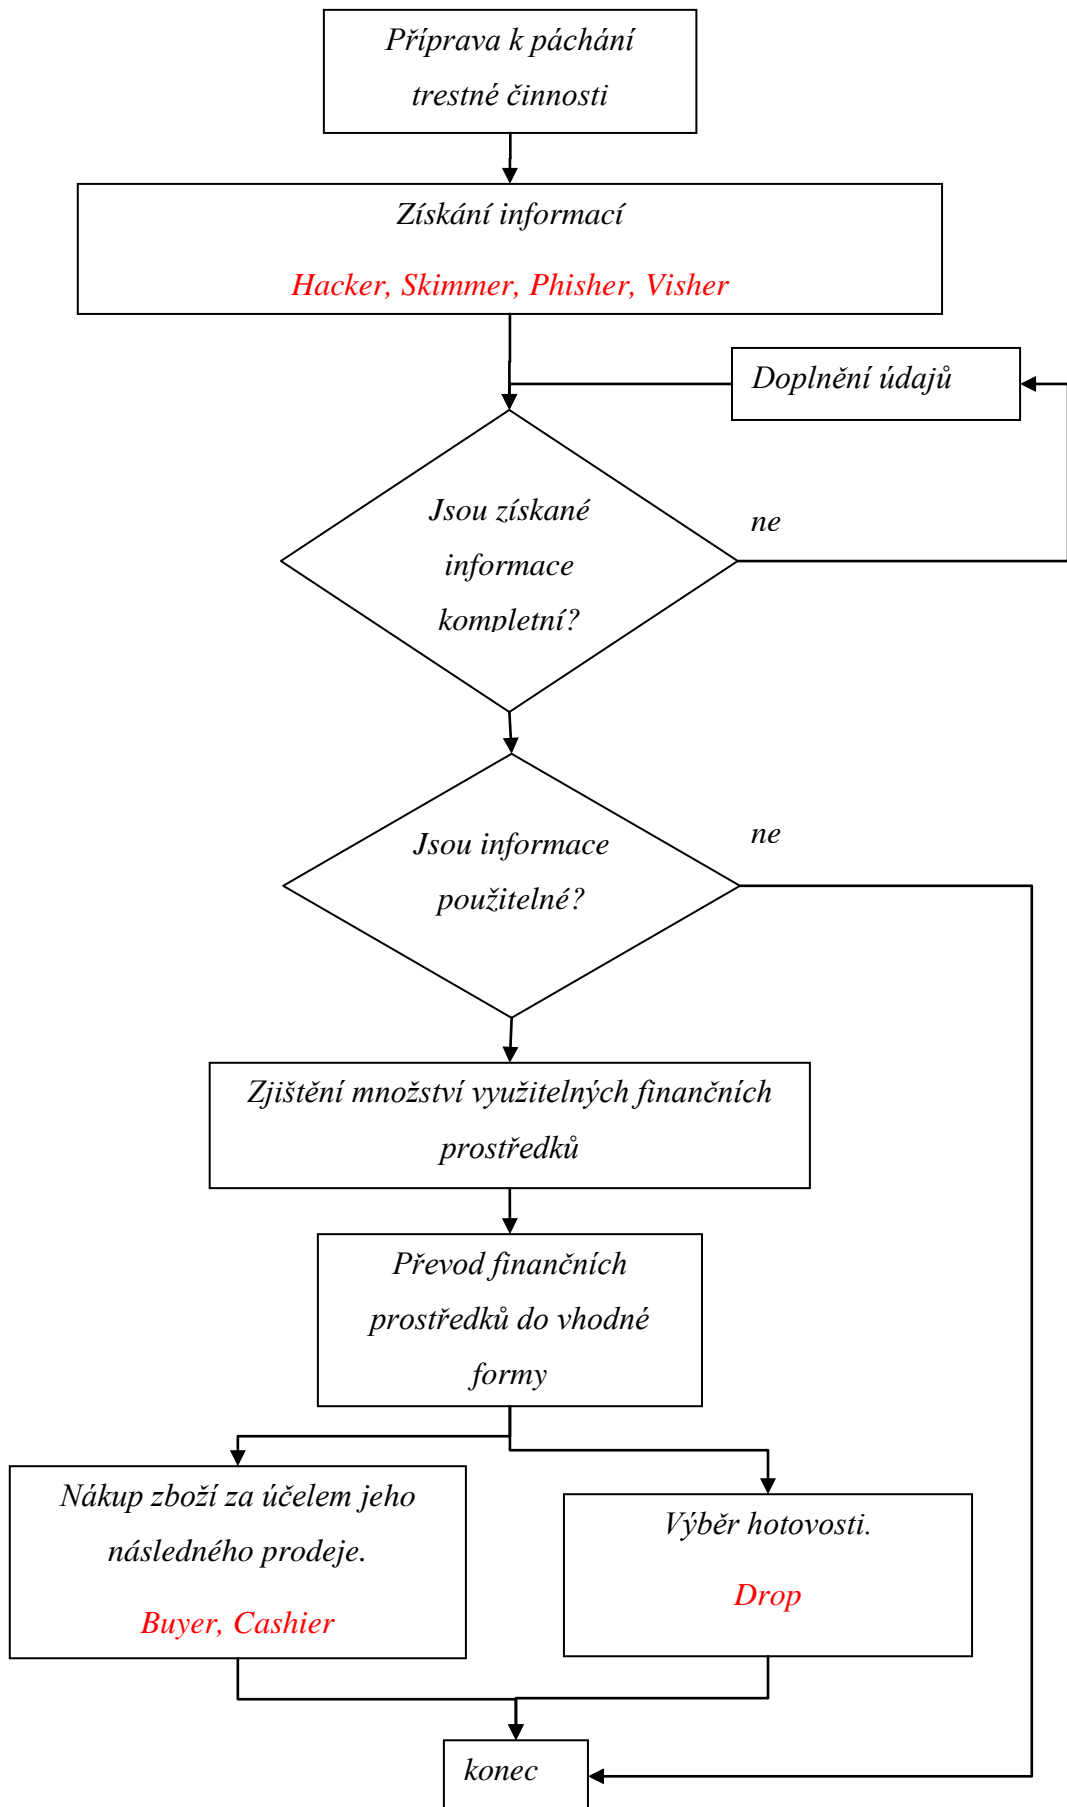 Příprava k páchání
trestné činnosti
Získání informací
Hacker, Skimmer, Phisher, Visher
Doplnění údajů
Jsou získané
informace
kompletní?
ne
Jsou informace
použitelné?
ne
Zjištění množství využitelných finančních
prostředků
Převod finančních
prostředků do vhodné
formy
Nákup zboží za účelem jeho
následného prodeje.
Buyer, Cashier
Výběr hotovosti.
Drop
konec